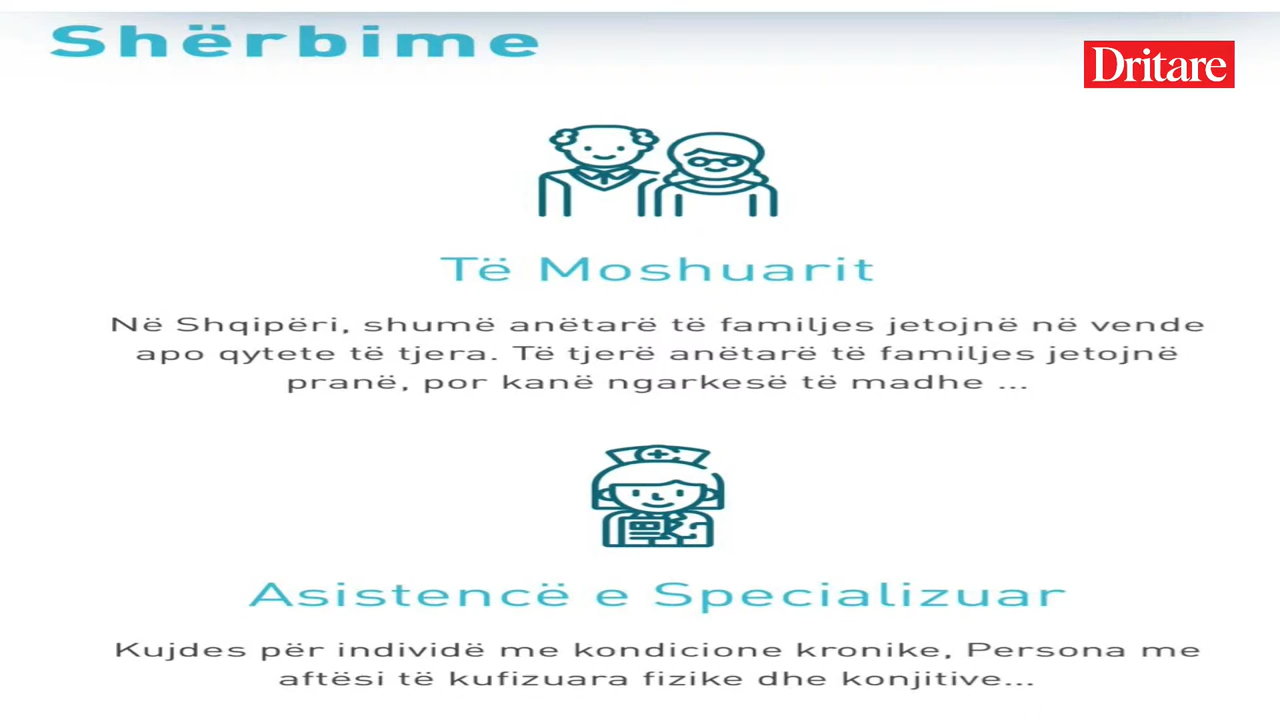 Shërbime
Dritare
Të Moshuarit
Në Shqipëri, shumë anëtarë të familjes jetojnë në vende
apo qytete të tjera. Të tjerë anëtarë të familjes jetojnë
pranë, por kanë ngarkesë të madhe ...
Asistencë e Specializuar
Kujdes për individë me kondicione kronike, Persona me
aftësi të kufizuara fizike dhe konjitive...